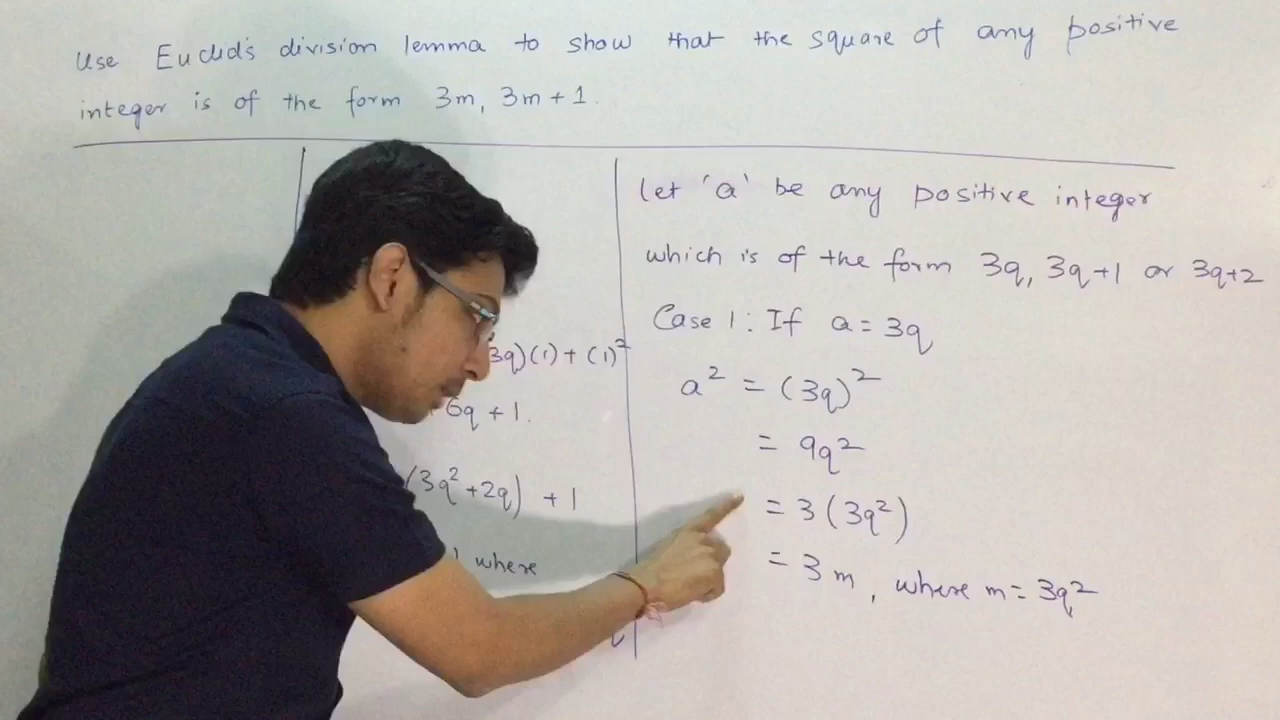 Use Euclid's division lemma to show that the square of any positive
integer is of the form 3m, 3m+1.
Let 'a' be any positive integer
which is of the form 3q, 3q+1 or 3q+2
Case 1: If a = 3q
a² = (3q)²
= 9q²
= 3(3q²)
= 3m, where m = 3q²
3q)(1) + (1)²
6q + 1.
(3q²+2q) + 1
where